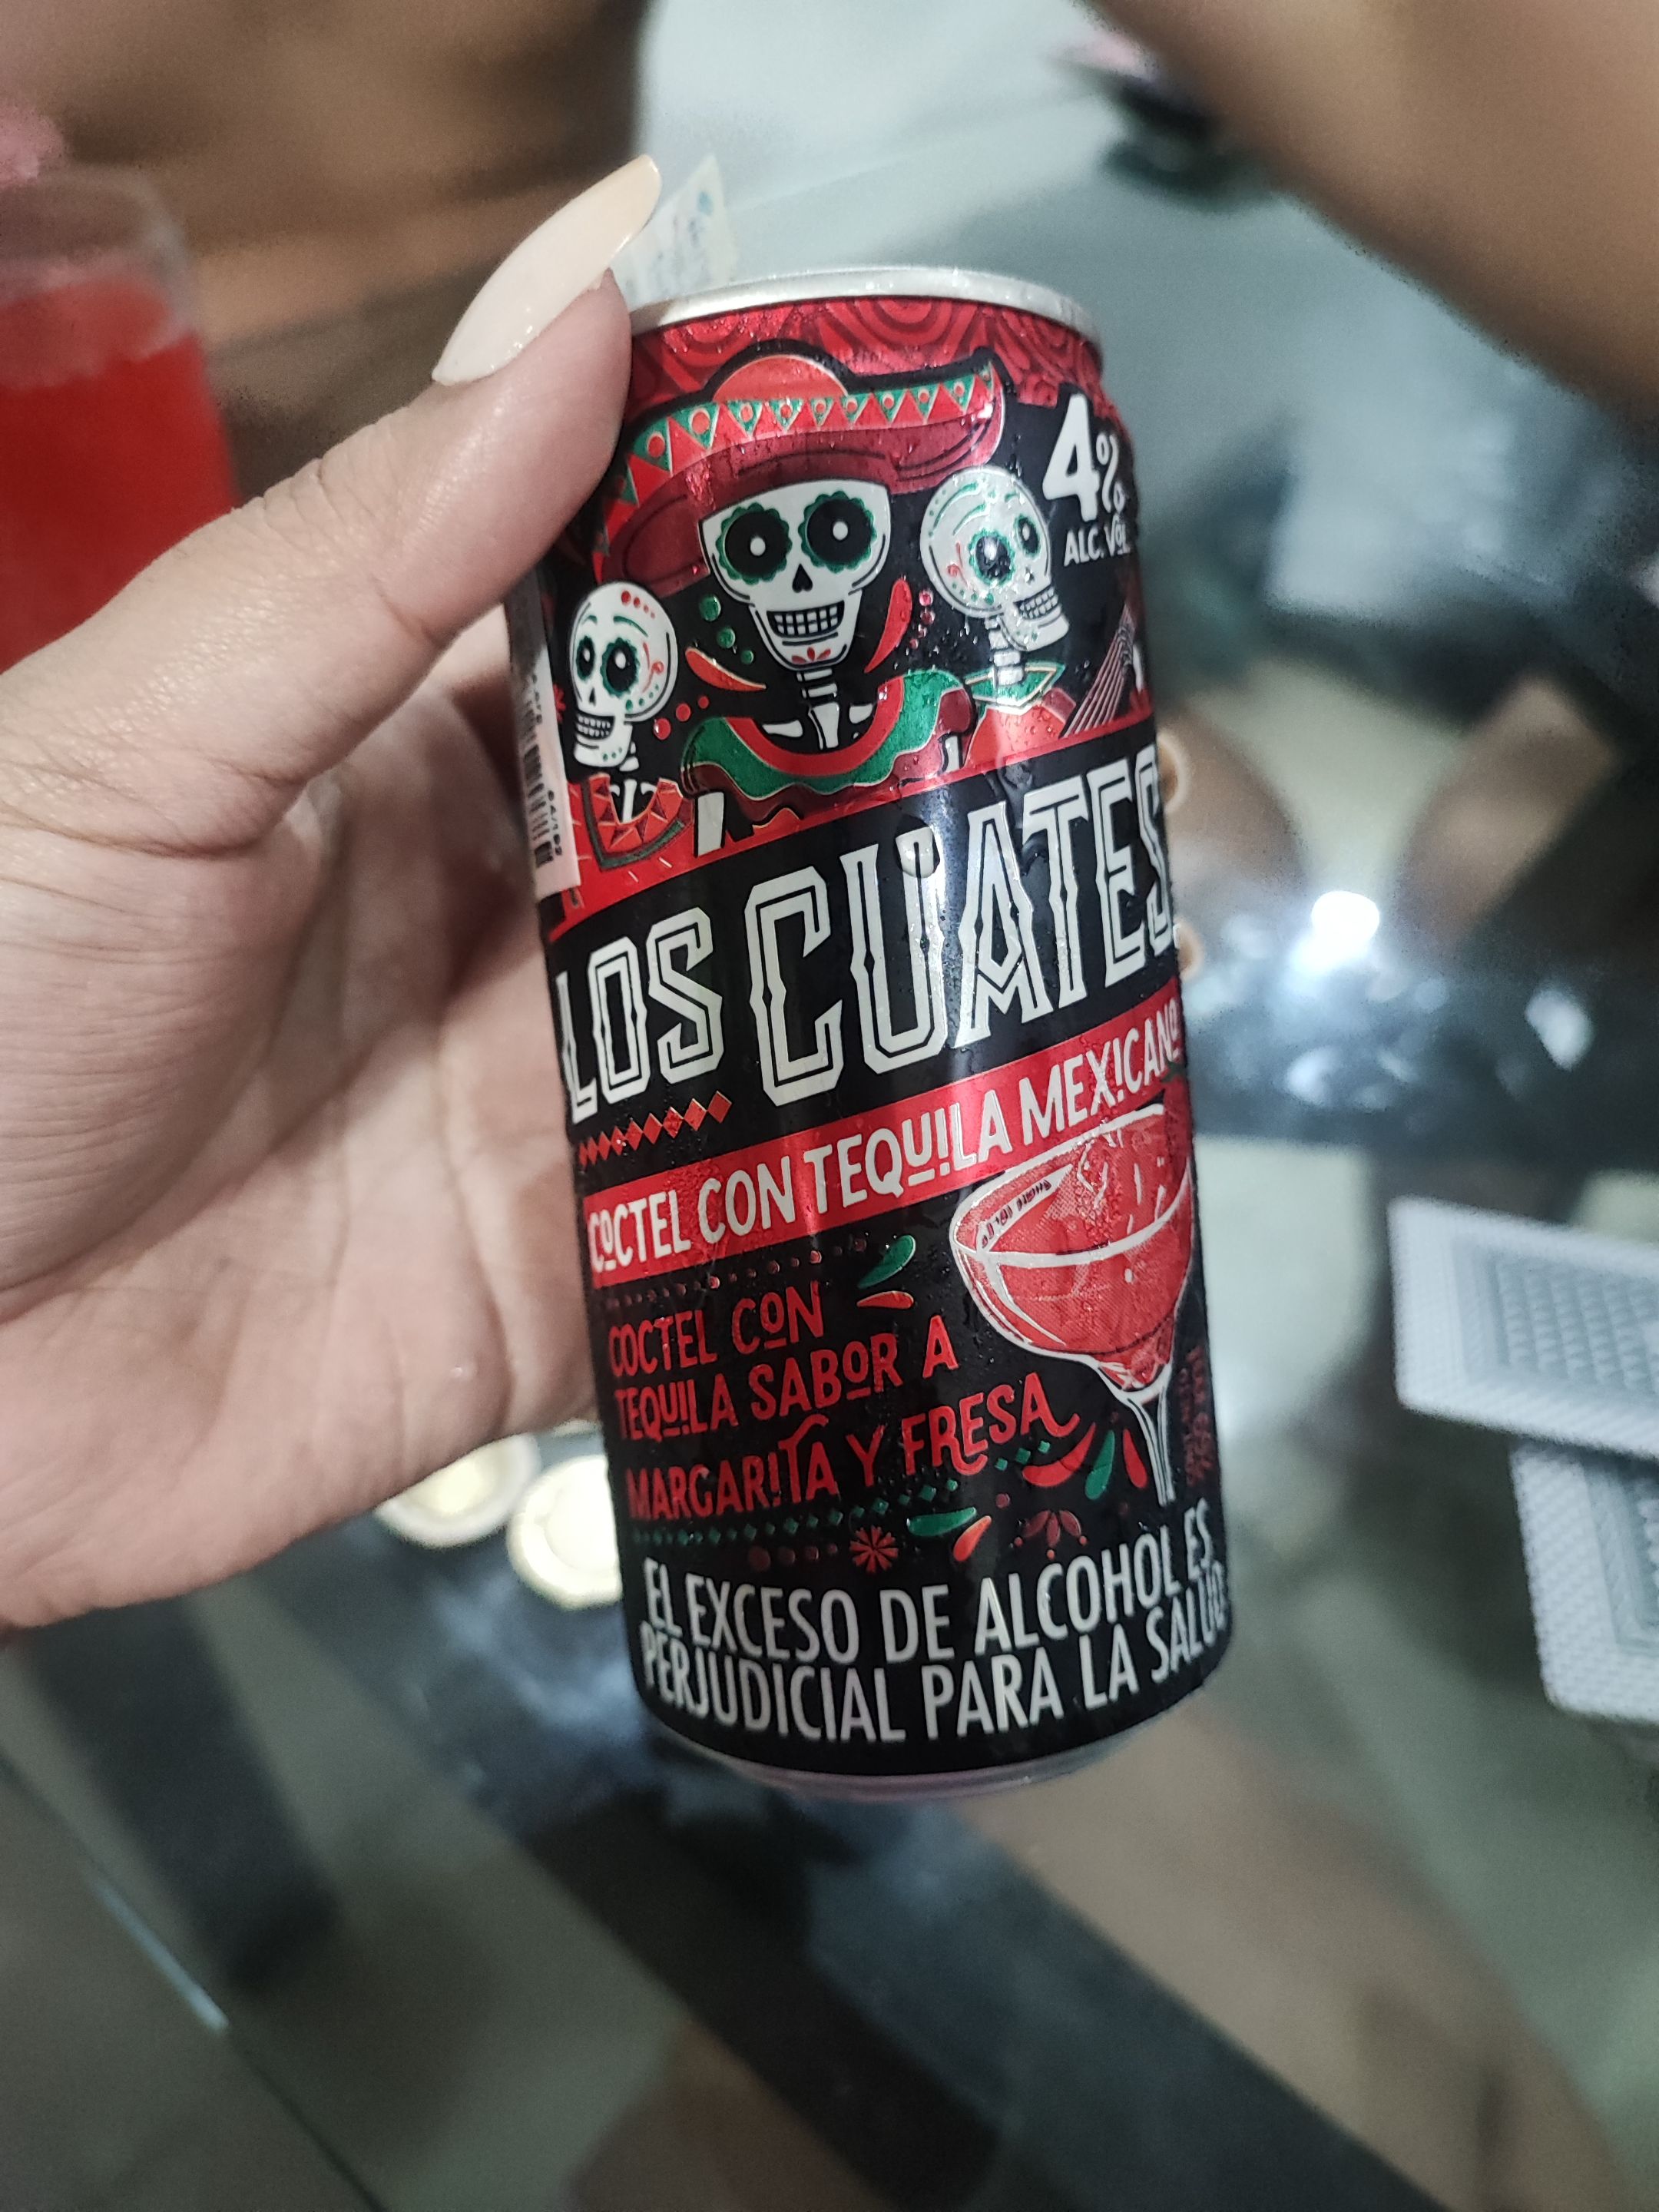 4%
ALC. VOL
LOS CUATES
COCTEL CON TEQUILA MEXICANO
COCTEL CON
TEQUILA SABOR A
MARGARITA Y FRESA
EL EXCESO DE ALCOHOL ES
PERJUDICIAL PARA LA SALUD